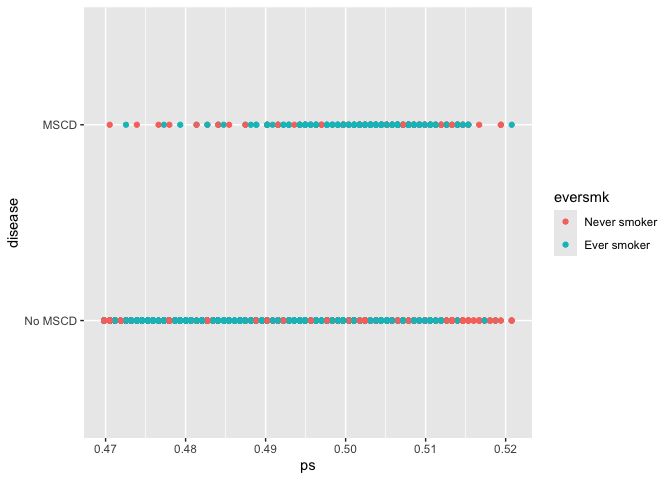 MSCD
No MSCD
disease
0.47 0.48 0.49 0.50 0.51 0.52
ps
eversmk
Never smoker
Ever smoker